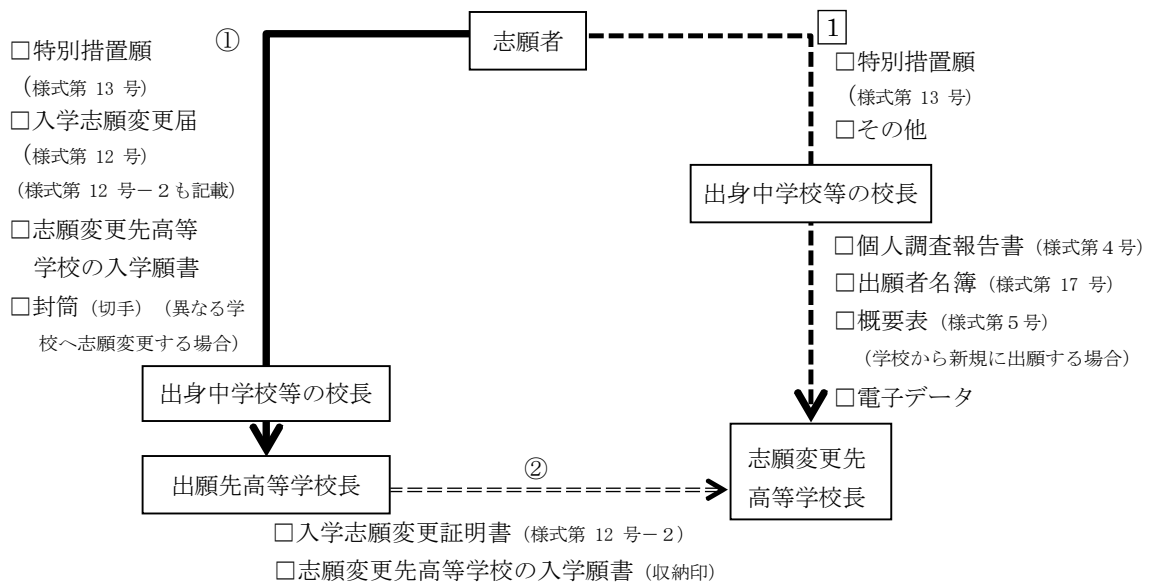 志願者
①
□特別措置願
(様式第 13 号)
□入学志願変更届
(様式第 12 号)
(様式第 12 号－２も記載)
□志願変更先高等
学校の入学願書
□封筒（切手）（異なる学
校へ志願変更する場合）
出身中学校等の校長
出願先高等学校長
1
□特別措置願
(様式第 13 号)
□その他
出身中学校等の校長
□個人調査報告書（様式第４号）
□出願者名簿（様式第 17 号）
□概要表（様式第５号）
（学校から新規に出願する場合）
□電子データ
志願変更先
高等学校長
②
□入学志願変更証明書（様式第 12 号－２）
□志願変更先高等学校の入学願書（収納印）